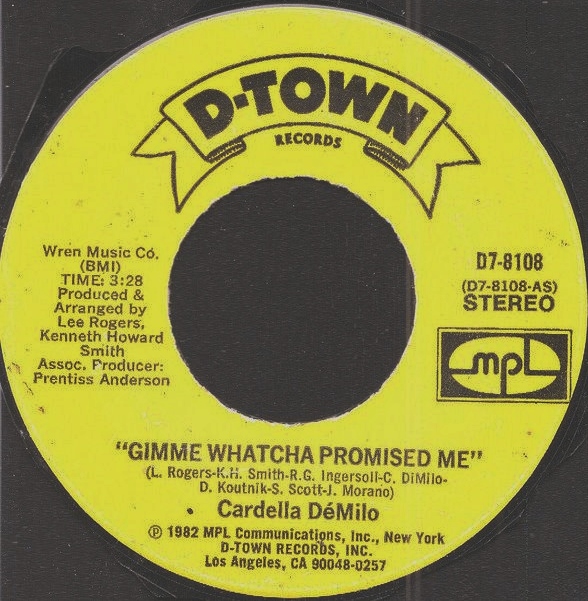 D-TOWN
RECORDS
Wren Music Co.
(BMI)
TIME: 3:28
Produced &
Arranged by
Lee Rogers,
Kenneth Howard
Smith
Assoc. Producer:
Prentiss Anderson
D7-8108
(D7-8108-AS)
STEREO
mpl
"GIMME WHATCHA PROMISED ME"
(L. Rogers-K.H. Smith-R.G. Ingersoll-C. DiMilo-
D. Koutnik-S. Scott-J. Morano)
Cardella DéMilo
℗ 1982 MPL Communications, Inc., New York
D-TOWN RECORDS, INC.
Los Angeles, CA 90048-0257